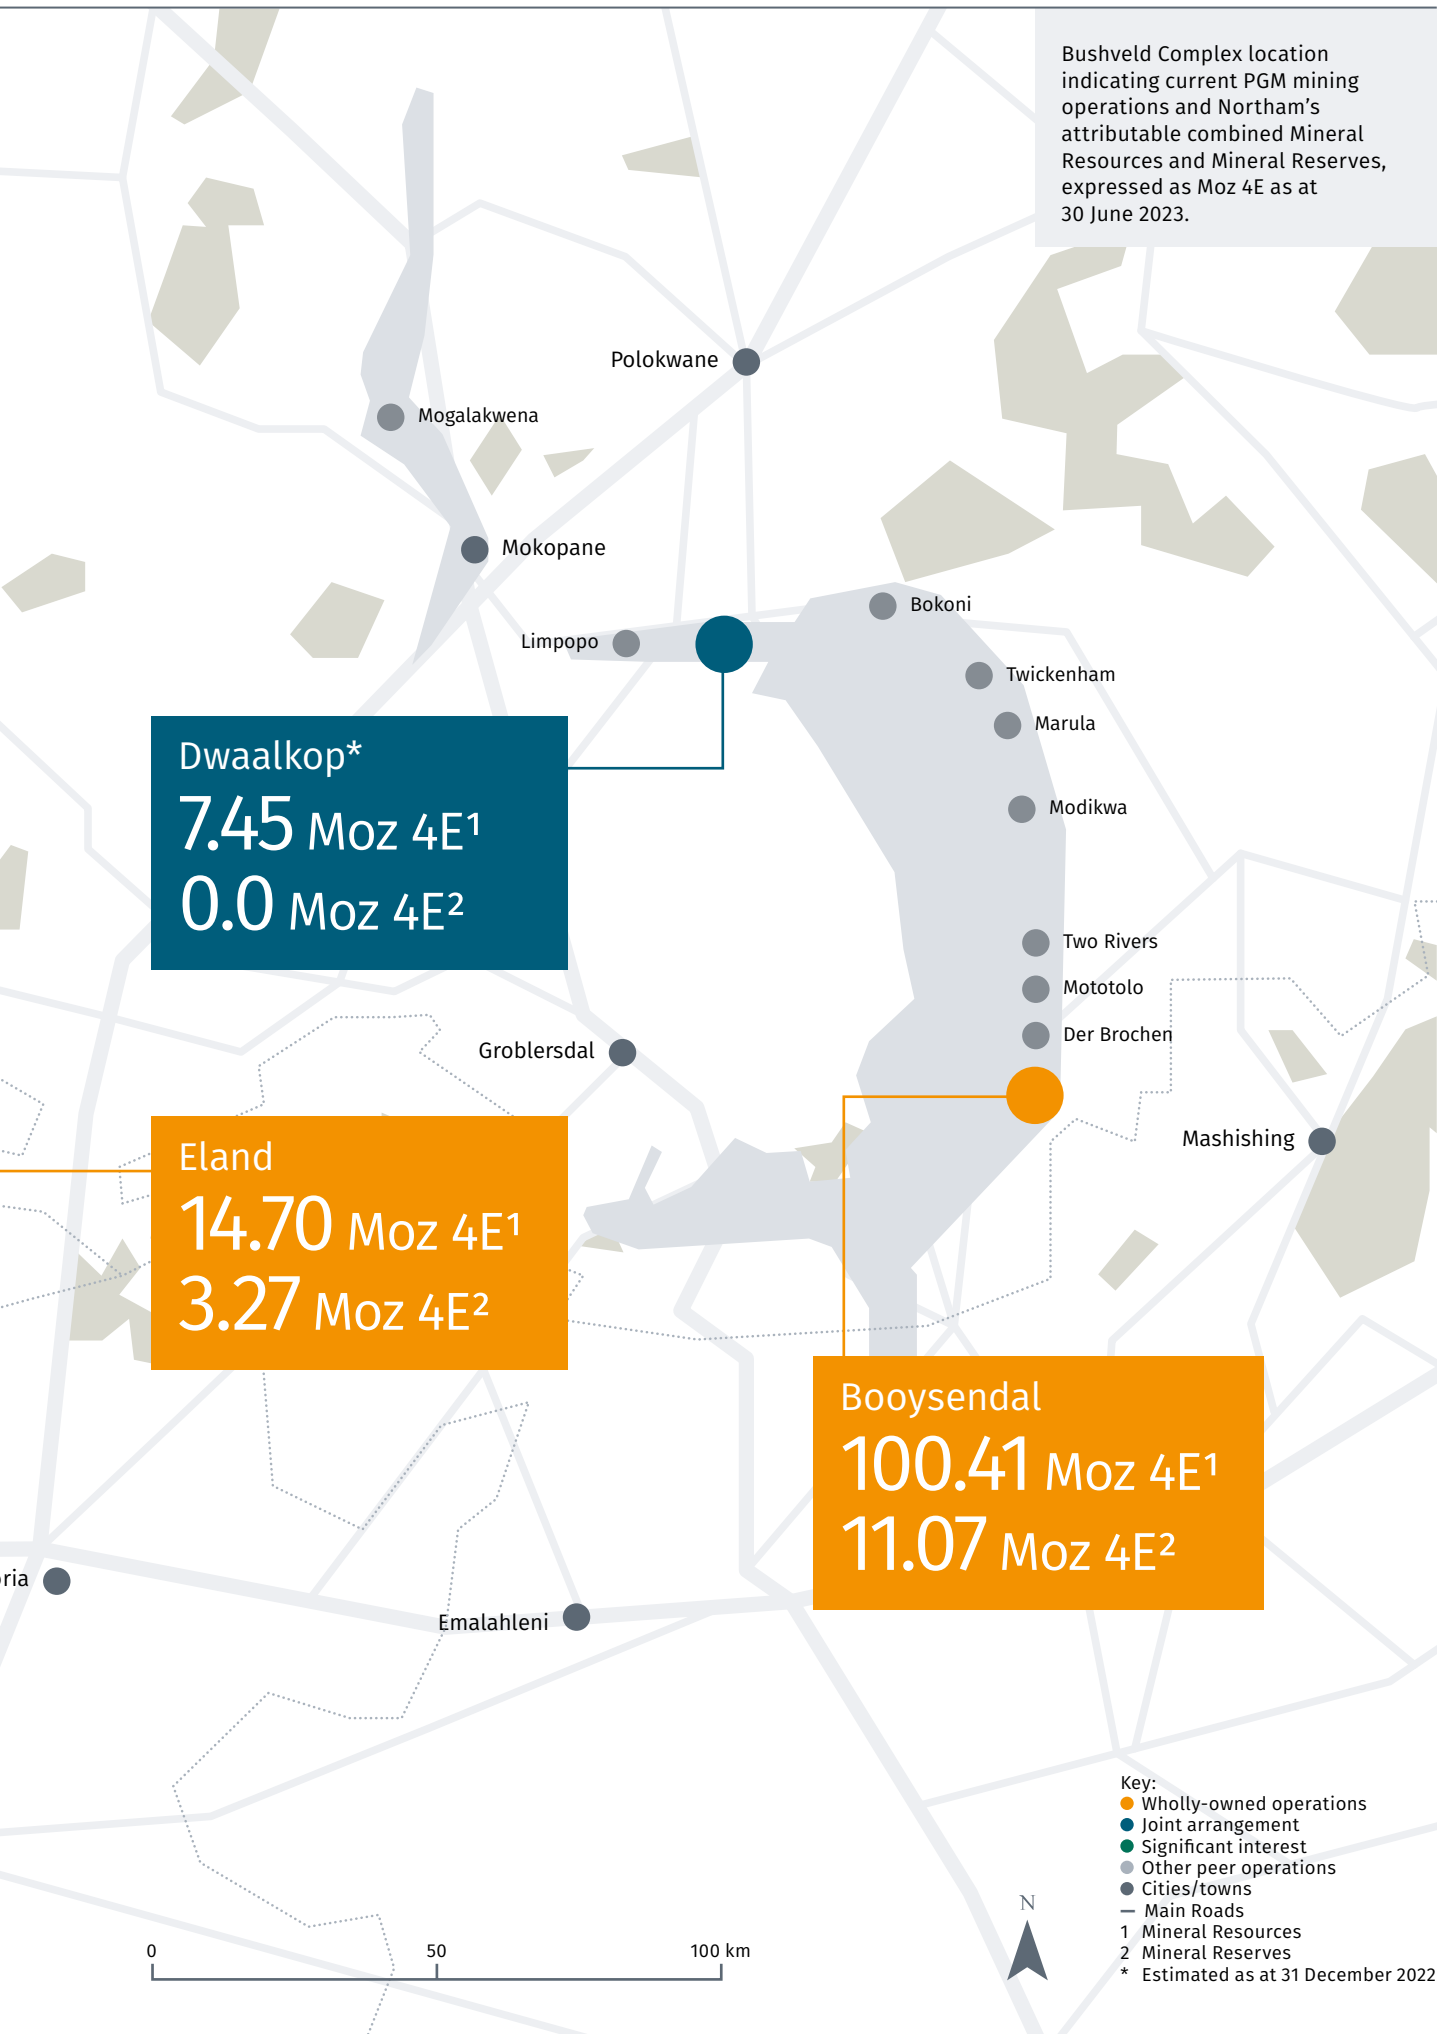 Bushveld Complex location
indicating current PGM mining
operations and Northam’s
attributable combined Mineral
Resources and Mineral Reserves,
expressed as Moz 4E as at
30 June 2023.
Polokwane
Mogalakwena
Mokopane
Bokoni
Limpopo
Twickenham
Marula
Dwaalkop*
7.45 Moz 4E¹
0.0 Moz 4E²
Modikwa
Two Rivers
Mototolo
Der Brochen
Groblersdal
Mashishing
Eland
14.70 Moz 4E¹
3.27 Moz 4E²
Booysendal
100.41 Moz 4E¹
11.07 Moz 4E²
ria
Emalahleni
Key:
Wholly-owned operations
Joint arrangement
Significant interest
Other peer operations
Cities/towns
Main Roads
1 Mineral Resources
2 Mineral Reserves
* Estimated as at 31 December 2022
N
0 50 100 km